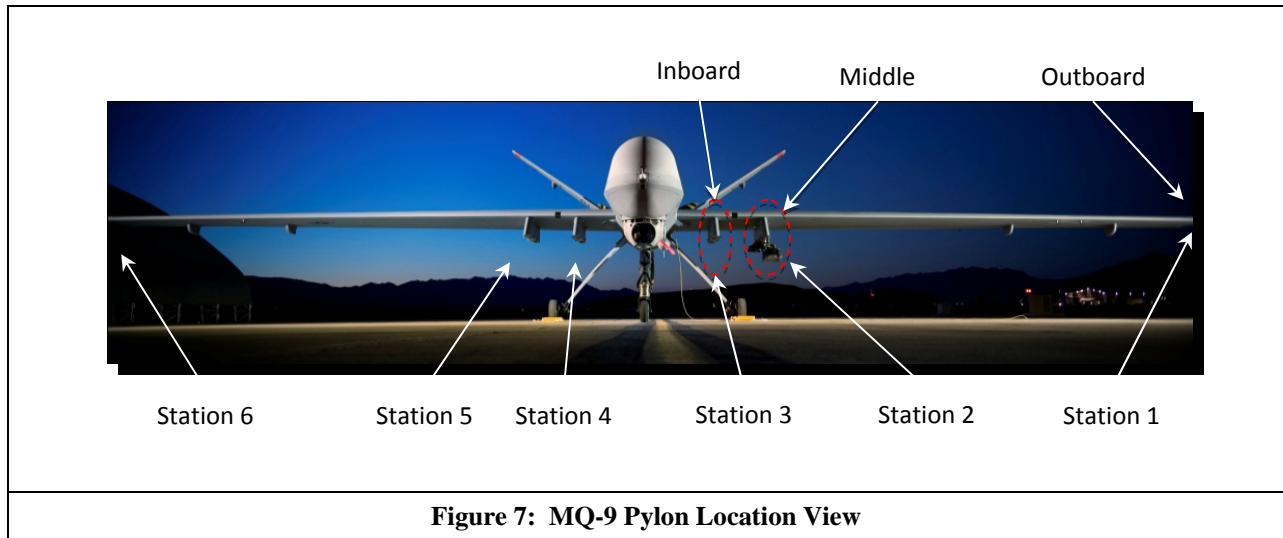 Inboard Middle Outboard
Station 6 Station 5 Station 4 Station 3 Station 2 Station 1
Figure 7: MQ-9 Pylon Location View